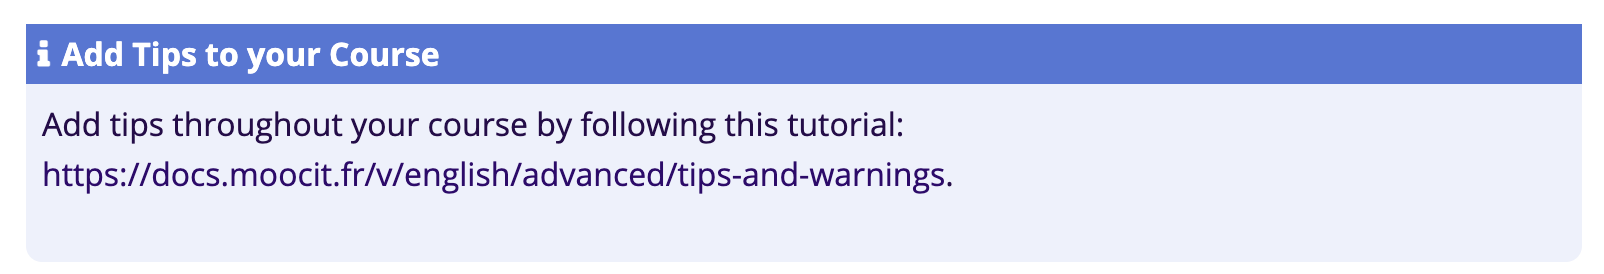 Add Tips to your Course
Add tips throughout your course by following this tutorial:
https://docs.moocit.fr/v/english/advanced/tips-and-warnings.